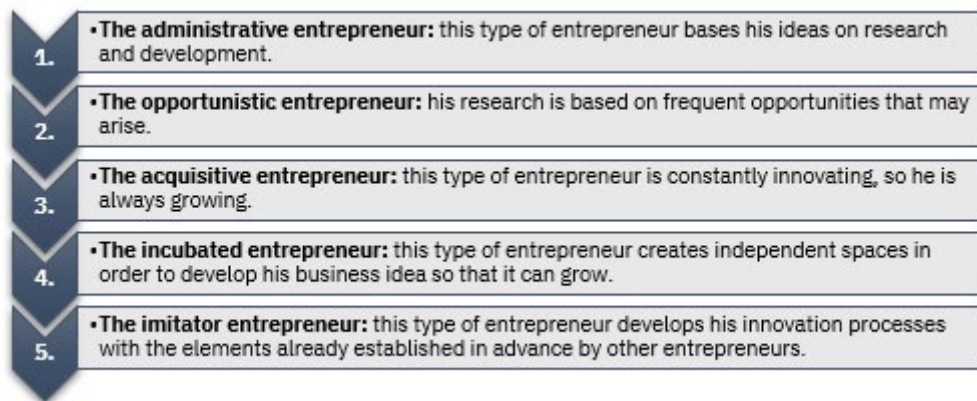 1.
•The administrative entrepreneur: this type of entrepreneur bases his ideas on research
and development.
2.
•The opportunistic entrepreneur: his research is based on frequent opportunities that may
arise.
3.
•The acquisitive entrepreneur: this type of entrepreneur is constantly innovating, so he is
always growing.
4.
•The incubated entrepreneur: this type of entrepreneur creates independent spaces in
order to develop his business idea so that it can grow.
5.
•The imitator entrepreneur: this type of entrepreneur develops his innovation processes
with the elements already established in advance by other entrepreneurs.